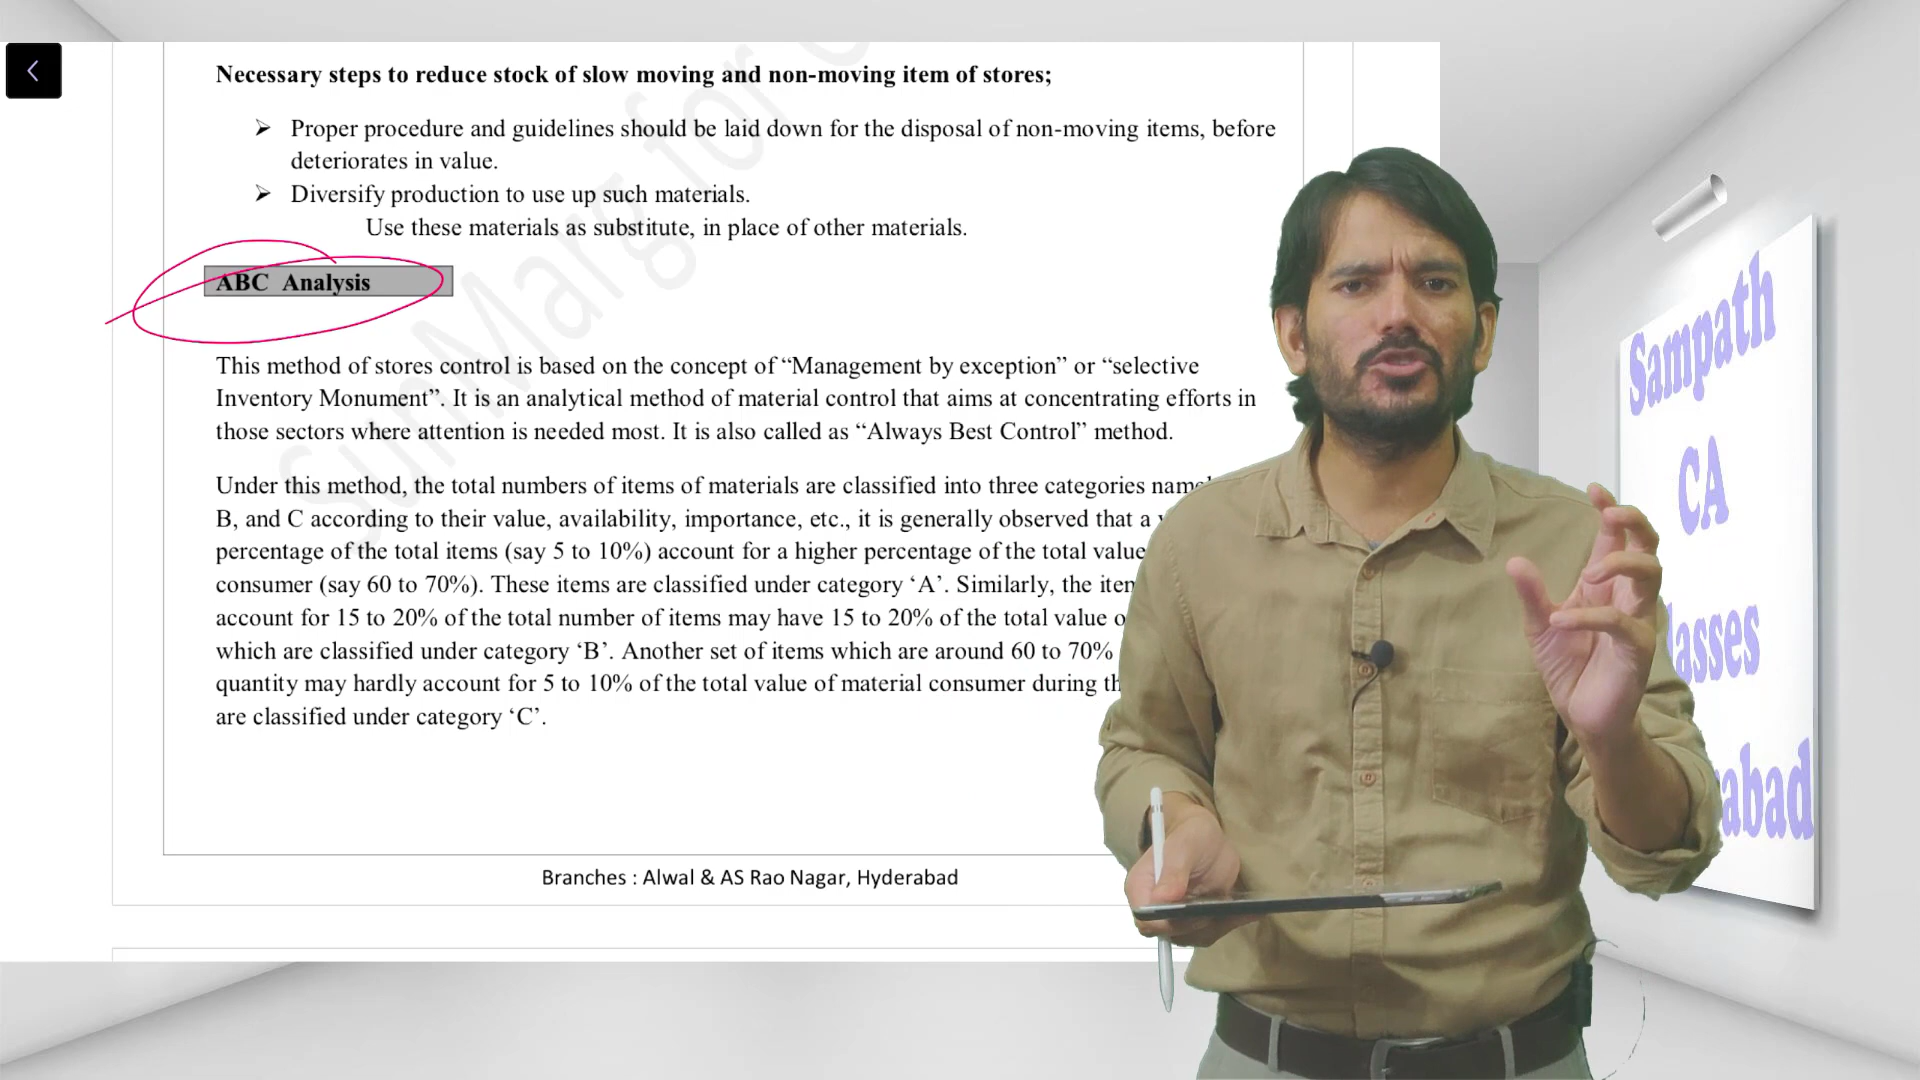 Necessary steps to reduce stock of slow moving and non-moving item of stores;
Proper procedure and guidelines should be laid down for the disposal of non-moving items, before
deteriorates in value.
Diversify production to use up such materials.
Use these materials as substitute, in place of other materials.
ABC Analysis
This method of stores control is based on the concept of “Management by exception” or “selective
Inventory Monument”. It is an analytical method of material control that aims at concentrating efforts in
those sectors where attention is needed most. It is also called as “Always Best Control” method.
Under this method, the total numbers of items of materials are classified into three categories
B, and C according to their value, availability, importance, etc., it is generally observed that a
percentage of the total items (say 5 to 10%) account for a higher percentage of the total value
consumer (say 60 to 70%). These items are classified under category ‘A’. Similarly, the
account for 15 to 20% of the total number of items may have 15 to 20% of the total value
which are classified under category ‘B’. Another set of items which are around 60 to 70%
quantity may hardly account for 5 to 10% of the total value of material consumer during
are classified under category ‘C’.
Branches : Alwal & AS Rao Nagar, Hyderabad
SunMarg for
Sampath
CA
lasses
abad